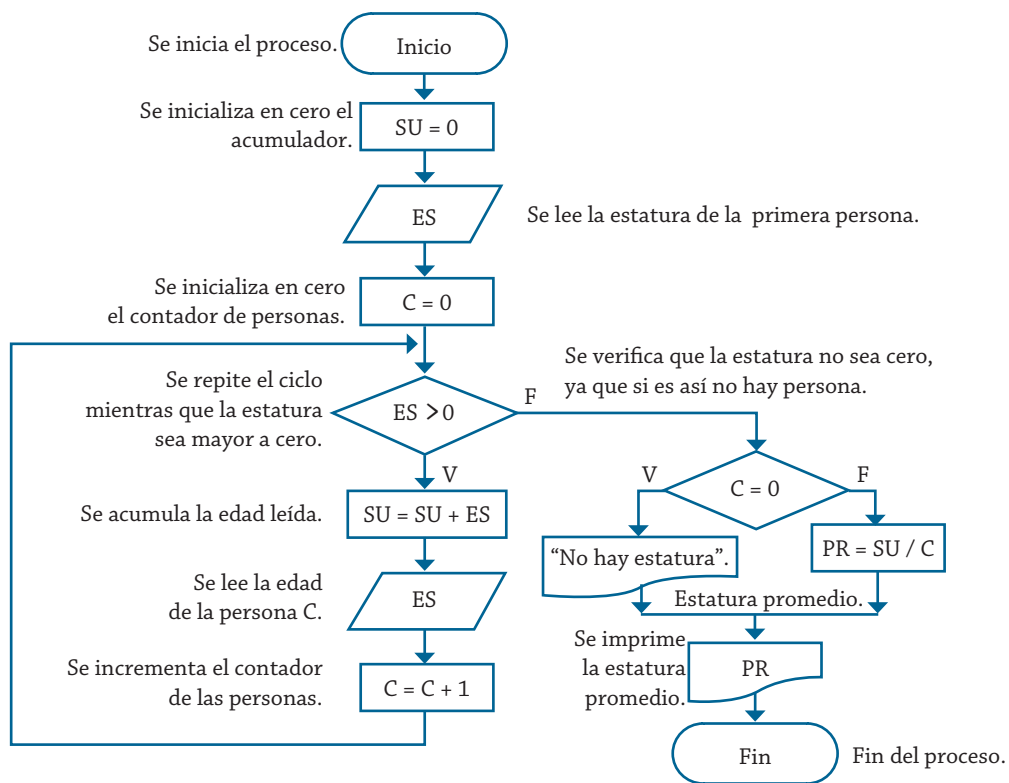 Se inicia el proceso.
Inicio
Se inicializa en cero el
acumulador.
SU = 0
ES
Se lee la estatura de la primera persona.
Se inicializa en cero
el contador de personas.
C = 0
Se repite el ciclo
mientras que la estatura
sea mayor a cero.
ES > 0
F
Se verifica que la estatura no sea cero,
ya que si es así no hay persona.
V
C = 0
V
F
Se acumula la edad leída.
SU = SU + ES
“No hay estatura”.
PR = SU / C
Se lee la edad
de la persona C.
ES
Estatura promedio.
Se incrementa el contador
de las personas.
C = C + 1
Se imprime
la estatura
promedio.
PR
Fin
Fin del proceso.